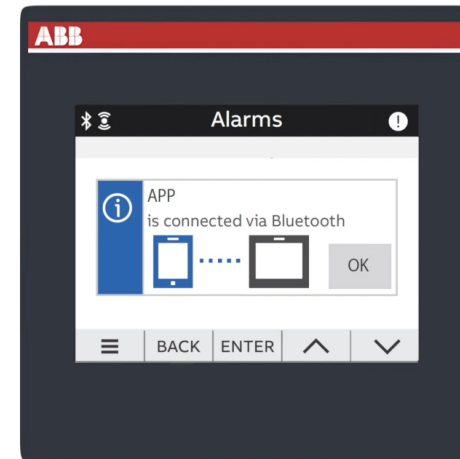 ABB
Alarms
APP
is connected via Bluetooth
OK
BACK ENTER